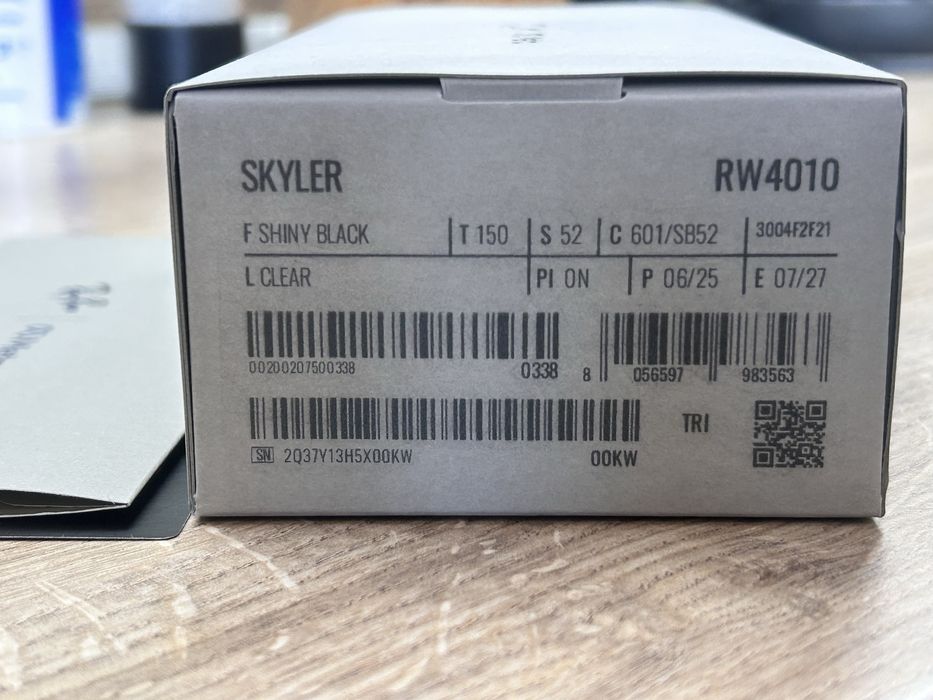 SKYLER RW4010
F SHINY BLACK T 150 S 52 C 601/SB52 3004F2F21
L CLEAR PI ON P 06/25 E 07/27
00200207500338 0338 8 056597 983563
TRI
SN 2Q37Y13H5X00KW 00KW